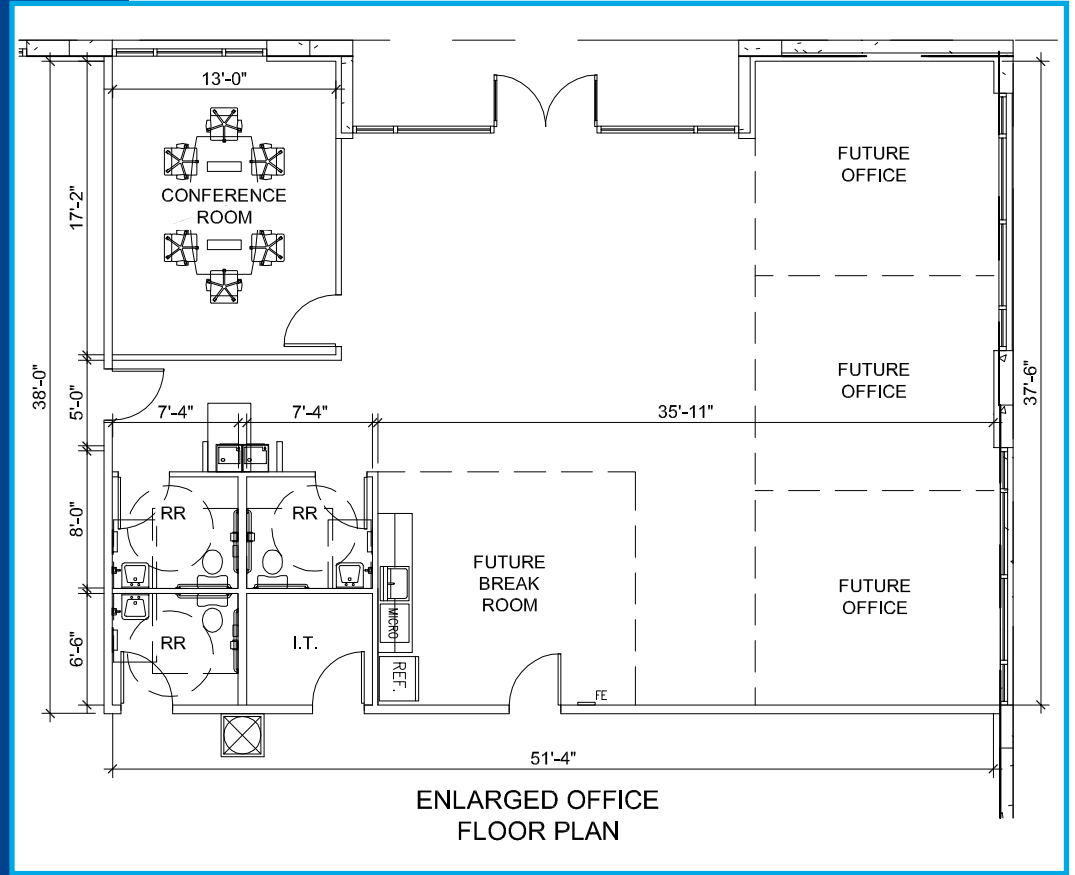 13'-0"
CONFERENCE
ROOM
17'-2"
38'-0"
5'-0"
8'-0"
6'-6"
FUTURE
OFFICE
FUTURE
OFFICE
37'-6"
7'-4"
7'-4"
35'-11"
RR
RR
RR
I.T.
FUTURE
BREAK
ROOM
MICRO
REF.
FE
FUTURE
OFFICE
51'-4"
ENLARGED OFFICE
FLOOR PLAN